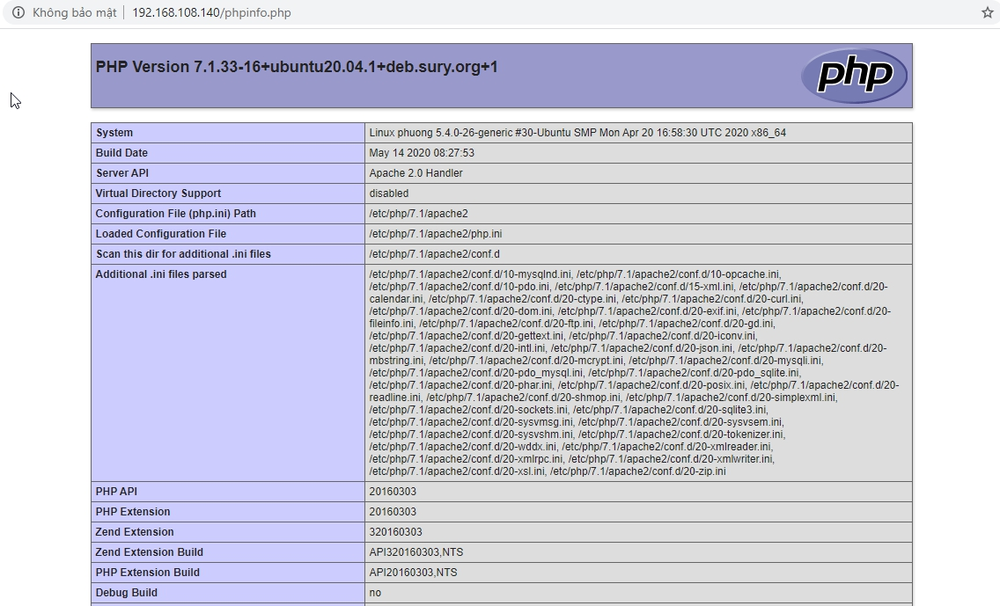 Không bảo mật 192.168.108.140/phpinfo.php
PHP Version 7.1.33-16+ubuntu20.04.1+deb.sury.org+1
php
System Linux phuong 5.4.0-26-generic #30-Ubuntu SMP Mon Apr 20 16:58:30 UTC 2020 x86_64
Build Date May 14 2020 08:27:53
Server API Apache 2.0 Handler
Virtual Directory Support disabled
Configuration File (php.ini) Path /etc/php/7.1/apache2
Loaded Configuration File /etc/php/7.1/apache2/php.ini
Scan this dir for additional .ini files /etc/php/7.1/apache2/conf.d
Additional .ini files parsed /etc/php/7.1/apache2/conf.d/10-mysqlnd.ini, /etc/php/7.1/apache2/conf.d/10-opcache.ini,
/etc/php/7.1/apache2/conf.d/10-pdo.ini, /etc/php/7.1/apache2/conf.d/15-xml.ini, /etc/php/7.1/apache2/conf.d/20-
calendar.ini, /etc/php/7.1/apache2/conf.d/20-ctype.ini, /etc/php/7.1/apache2/conf.d/20-curl.ini,
/etc/php/7.1/apache2/conf.d/20-dom.ini, /etc/php/7.1/apache2/conf.d/20-exif.ini, /etc/php/7.1/apache2/conf.d/20-
fileinfo.ini, /etc/php/7.1/apache2/conf.d/20-ftp.ini, /etc/php/7.1/apache2/conf.d/20-gd.ini,
/etc/php/7.1/apache2/conf.d/20-gettext.ini, /etc/php/7.1/apache2/conf.d/20-iconv.ini,
/etc/php/7.1/apache2/conf.d/20-intl.ini, /etc/php/7.1/apache2/conf.d/20-json.ini, /etc/php/7.1/apache2/conf.d/20-
mbstring.ini, /etc/php/7.1/apache2/conf.d/20-mcrypt.ini, /etc/php/7.1/apache2/conf.d/20-mysqli.ini,
/etc/php/7.1/apache2/conf.d/20-pdo_mysql.ini, /etc/php/7.1/apache2/conf.d/20-pdo_sqlite.ini,
/etc/php/7.1/apache2/conf.d/20-phar.ini, /etc/php/7.1/apache2/conf.d/20-posix.ini, /etc/php/7.1/apache2/conf.d/20-
readline.ini, /etc/php/7.1/apache2/conf.d/20-shmop.ini, /etc/php/7.1/apache2/conf.d/20-simplexml.ini,
/etc/php/7.1/apache2/conf.d/20-sockets.ini, /etc/php/7.1/apache2/conf.d/20-sqlite3.ini,
/etc/php/7.1/apache2/conf.d/20-sysvmsg.ini, /etc/php/7.1/apache2/conf.d/20-sysvsem.ini,
/etc/php/7.1/apache2/conf.d/20-sysvshm.ini, /etc/php/7.1/apache2/conf.d/20-tokenizer.ini,
/etc/php/7.1/apache2/conf.d/20-wddx.ini, /etc/php/7.1/apache2/conf.d/20-xmlreader.ini,
/etc/php/7.1/apache2/conf.d/20-xmlrpc.ini, /etc/php/7.1/apache2/conf.d/20-xmlwriter.ini,
/etc/php/7.1/apache2/conf.d/20-xsl.ini, /etc/php/7.1/apache2/conf.d/20-zip.ini
PHP API 20160303
PHP Extension 20160303
Zend Extension 320160303
Zend Extension Build API320160303,NTS
PHP Extension Build API20160303,NTS
Debug Build no